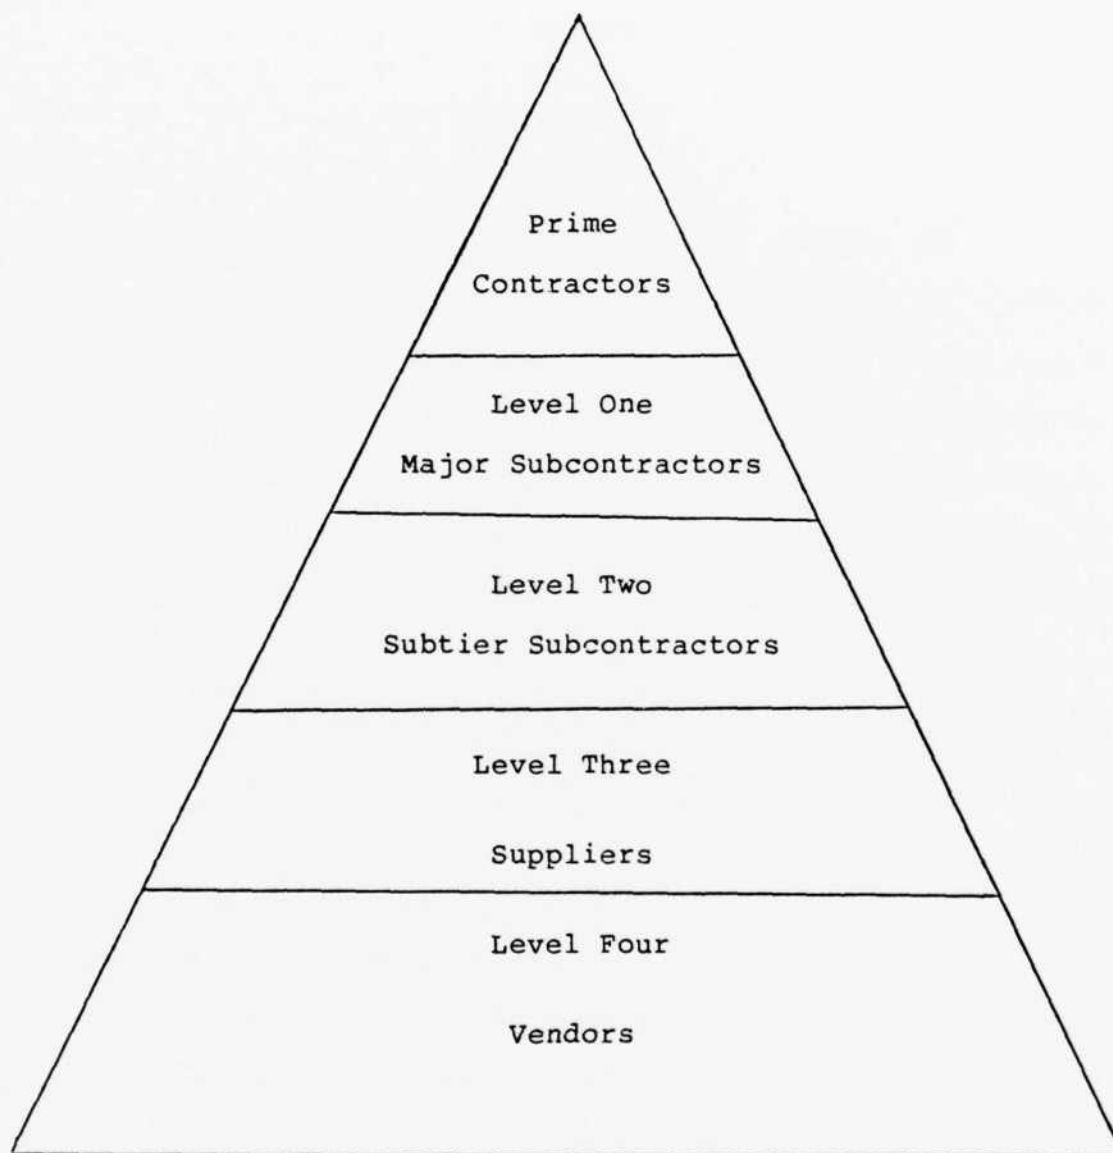 Prime
Contractors
Level One
Major Subcontractors
Level Two
Subtier Subcontractors
Level Three
Suppliers
Level Four
Vendors